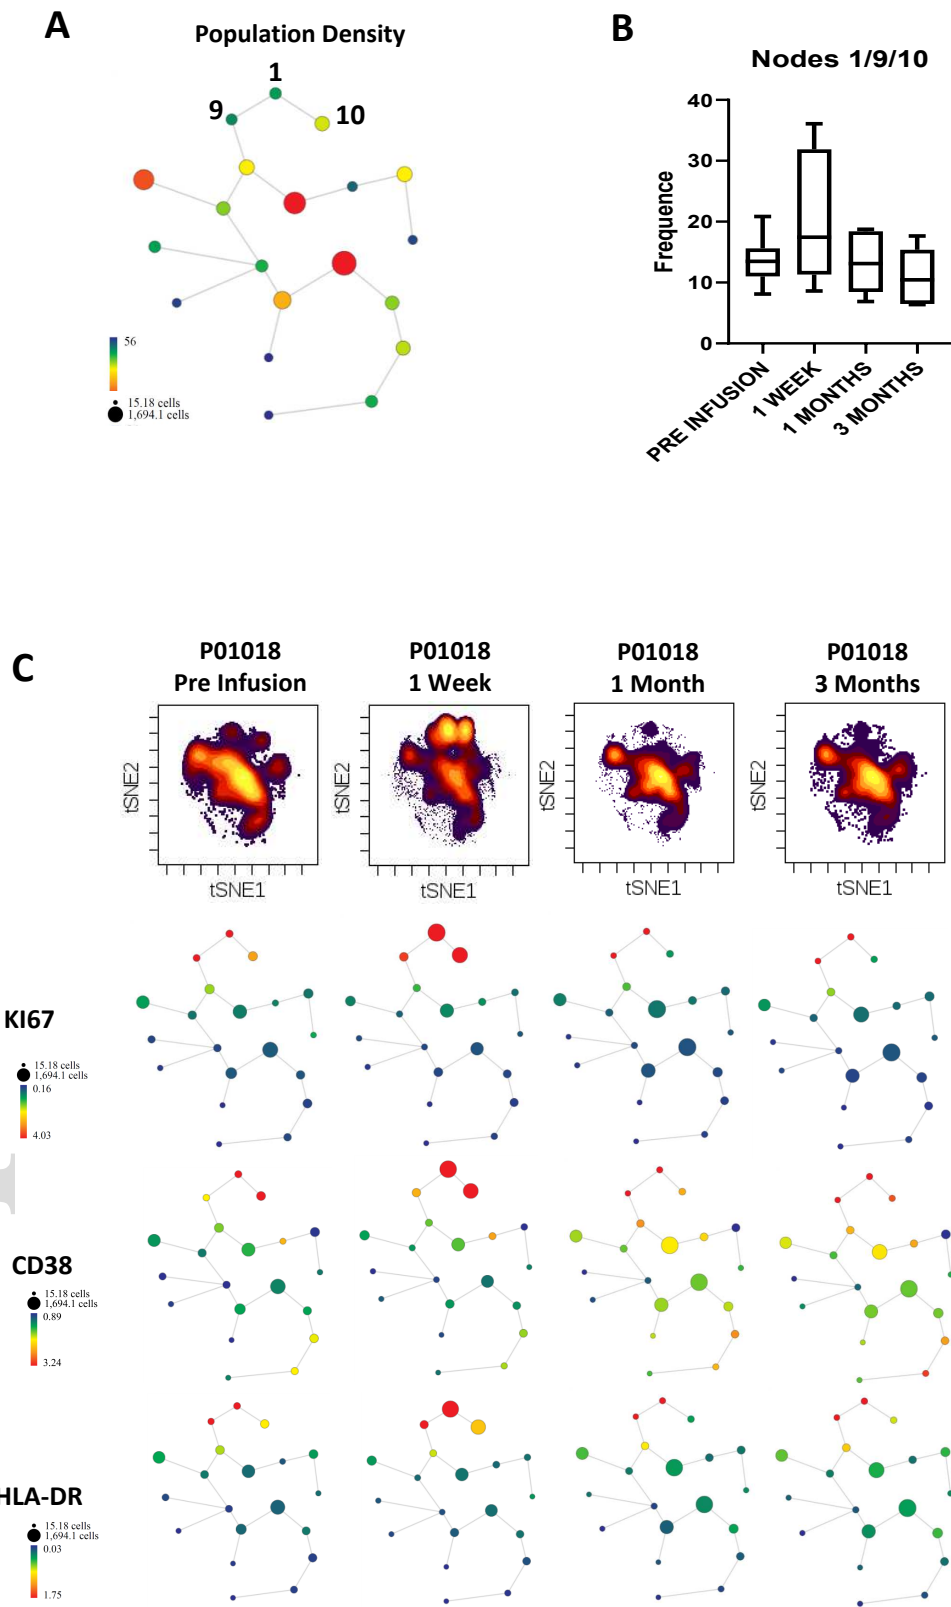 A
Population Density
1
9
10
56
15.18 cells
1,694.1 cells
B
Nodes 1/9/10
40
30
20
10
0
Frequence
PRE INFUSION
1 WEEK
1 MONTHS
3 MONTHS
C
P01018
Pre Infusion
P01018
1 Week
P01018
1 Month
P01018
3 Months
tSNE2
tSNE2
tSNE2
tSNE2
tSNE1
tSNE1
tSNE1
tSNE1
KI67
15.18 cells
1,694.1 cells
0.16
4.03
CD38
15.18 cells
1,694.1 cells
0.89
3.24
HLA-DR
15.18 cells
1,694.1 cells
0.03
1.75